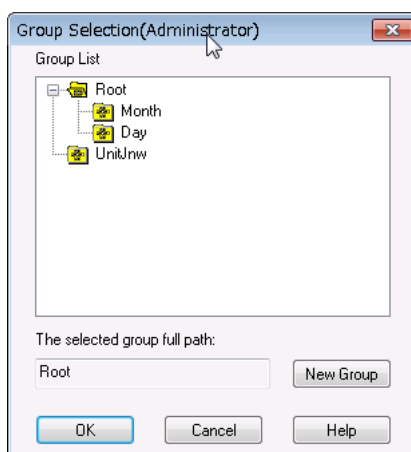 Group Selection(Administrator)
Group List
Root
Month
Day
UnitJnw
The selected group full path:
Root
New Group
OK
Cancel
Help